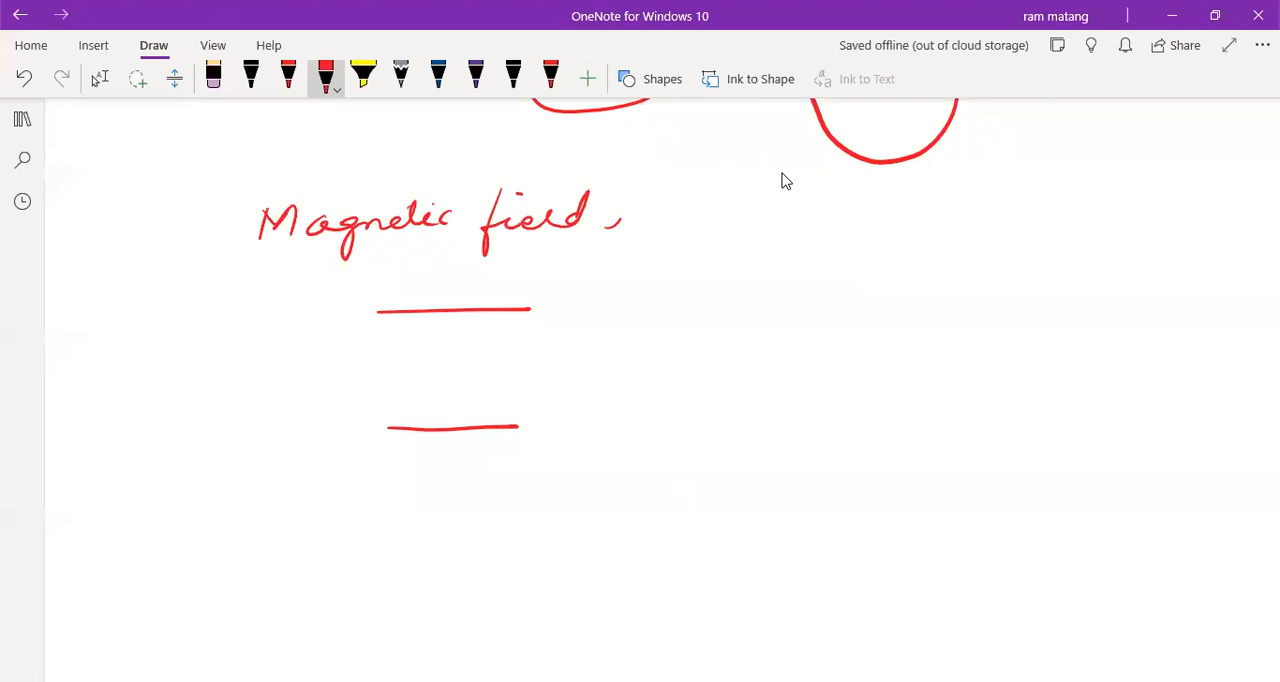 OneNote for Windows 10
ram matang
Home Insert Draw View Help
Saved offline (out of cloud storage)
Share
Shapes
Ink to Shape
Ink to Text
Magnetic field,